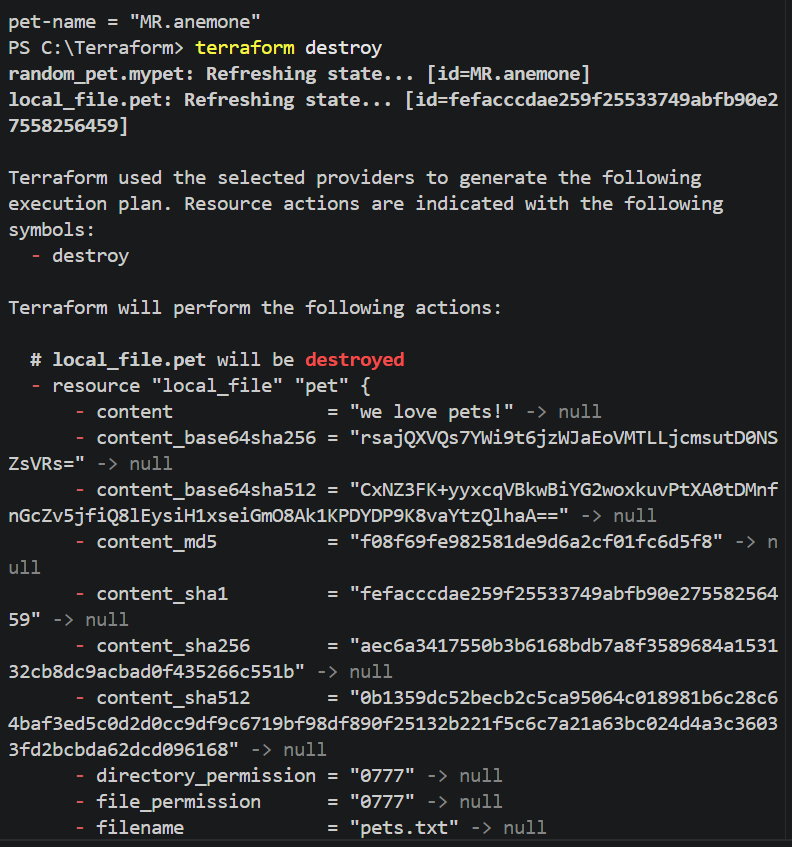 pet-name = "MR.anemone"
PS C:\Terraform> terraform destroy
random_pet.mypet: Refreshing state... [id=MR.anemone]
local_file.pet: Refreshing state... [id=fefacccdae259f25533749abfb90e2
7558256459]
Terraform used the selected providers to generate the following
execution plan. Resource actions are indicated with the following
symbols:
- destroy
Terraform will perform the following actions:
# local_file.pet will be destroyed
- resource "local_file" "pet" {
- content = "we love pets!" -> null
- content_base64sha256 = "rsajQXVQs7YWi9t6jzWJaEoVMTLLjcmsutD0NS
ZsVRs=" -> null
- content_base64sha512 = "CxNZ3FK+yyxcqVBkwBiYG2woxkuvPtXA0tDMnf
nGcZv5jfiQ8lEysiH1xseiGmO8Ak1KPDYDP9K8vaYtzQlhaA==" -> null
- content_md5 = "f08f69fe982581de9d6a2cf01fc6d5f8" -> n
ull
- content_sha1 = "fefacccdae259f25533749abfb90e275582564
59" -> null
- content_sha256 = "aec6a3417550b3b6168bdb7a8f3589684a1531
32cb8dc9acbad0f435266c551b" -> null
- content_sha512 = "0b1359dc52becb2c5ca95064c018981b6c28c6
4baf3ed5c0d2d0cc9df9c6719bf98df890f25132b221f5c6c7a21a63bc024d4a3c3603
3fd2bcbda62dcd096168" -> null
- directory_permission = "0777" -> null
- file_permission = "0777" -> null
- filename = "pets.txt" -> null